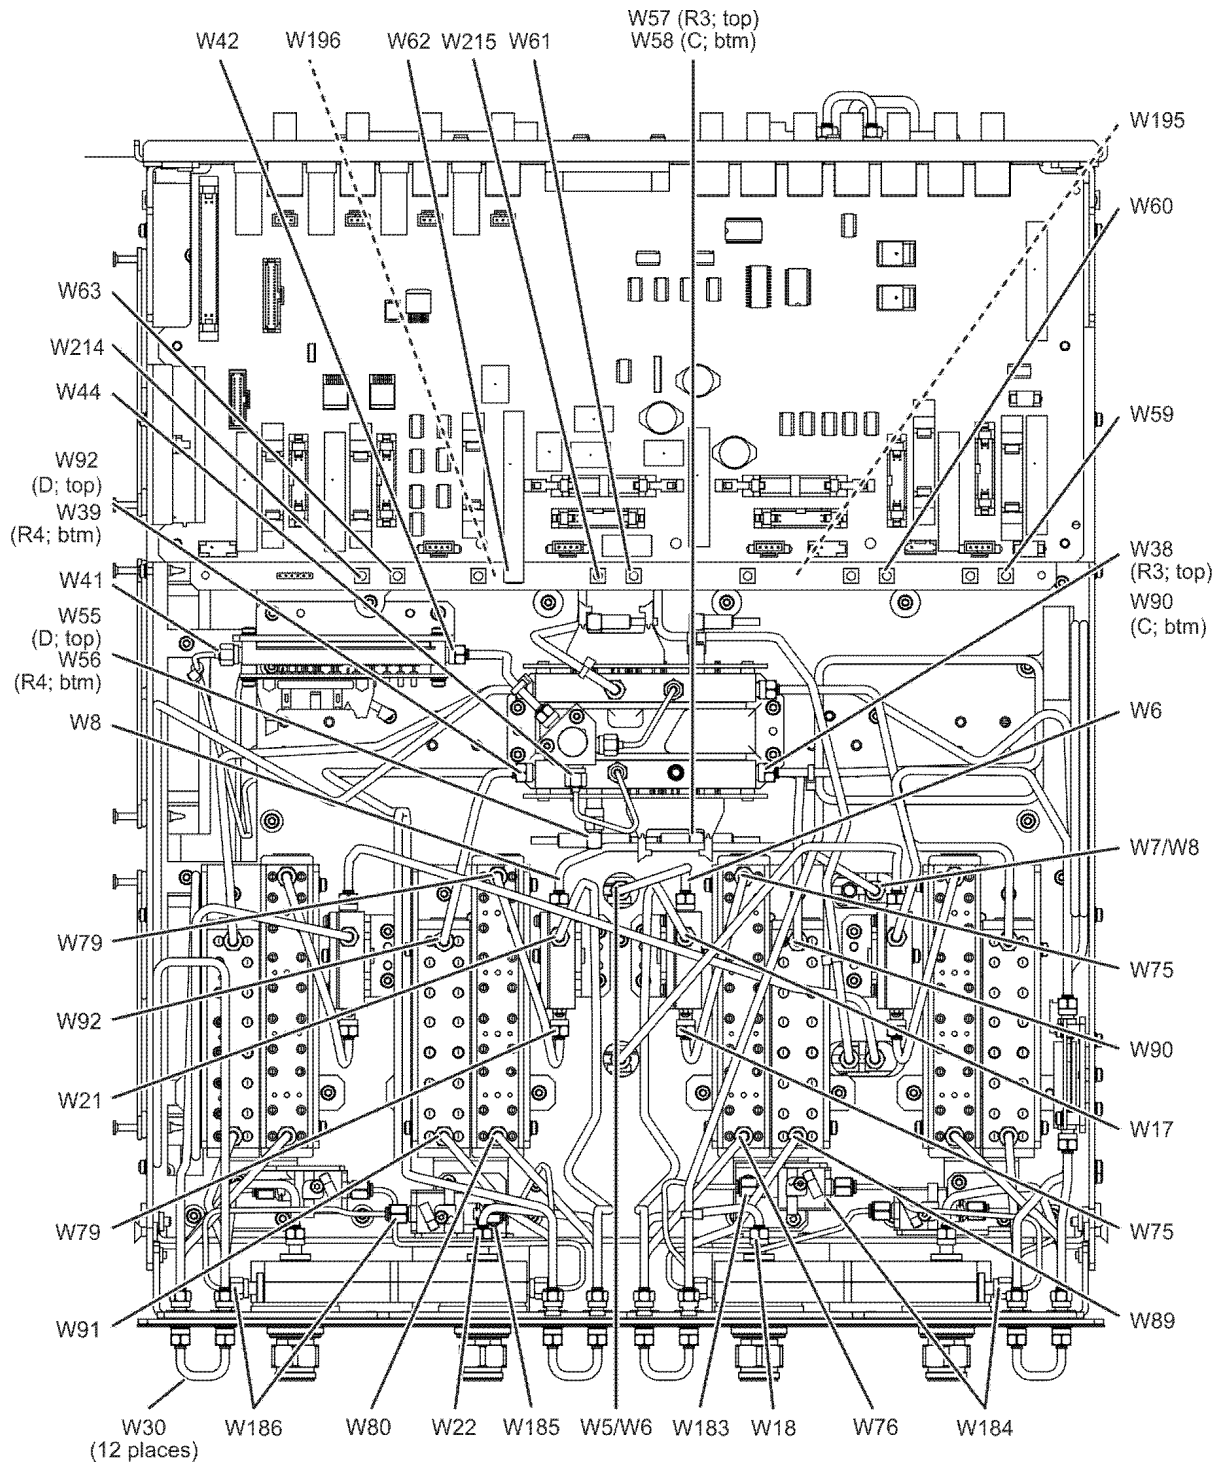 W57 (R3; top)
W58 (C; btm)
W42
W196
W62
W215
W61
W195
W60
W63
W214
W44
W59
W92
(D; top)
W39
(R4; btm)
W38
(R3; top)
W90
(C; btm)
W41
W55
(D; top)
W56
(R4; btm)
W8
W6
W7/W8
W79
W75
W92
W90
W21
W17
W79
W75
W91
W89
W30
(12 places)
W186
W80
W22
W185
W5/W6
W183
W18
W76
W184